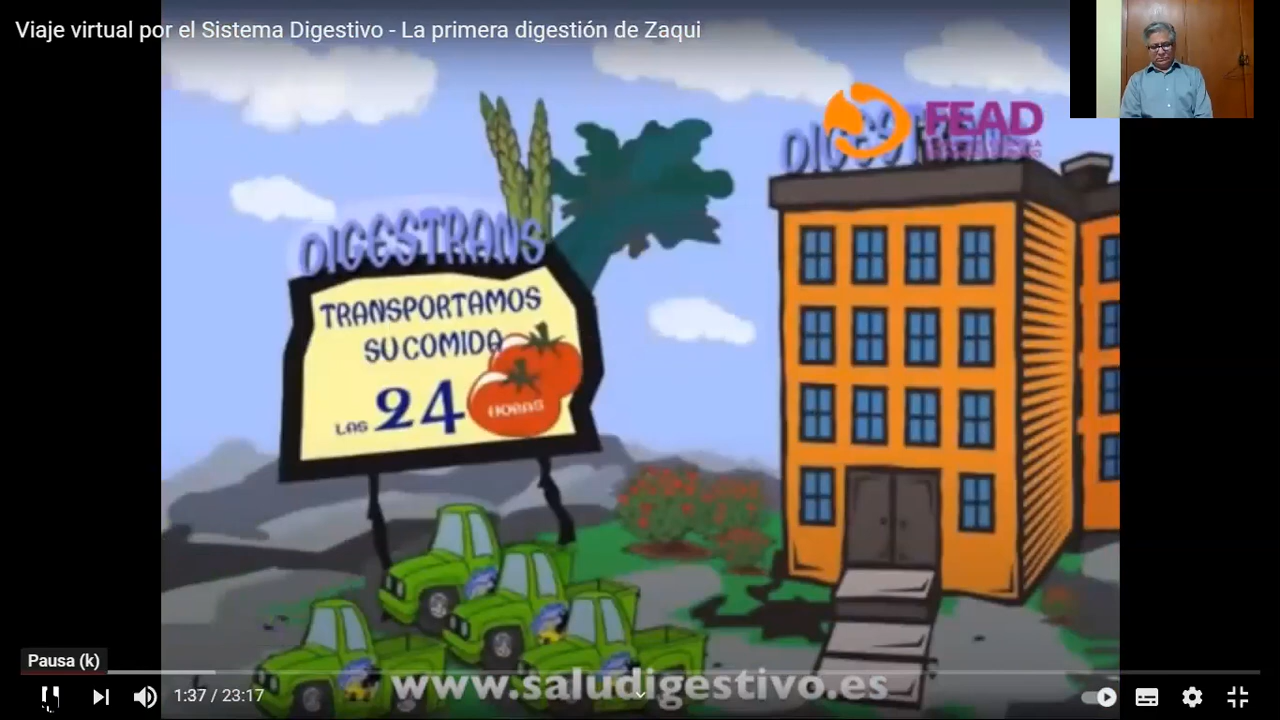 Viaje virtual por el Sistema Digestivo - La primera digestión de Zaqui
FEAD
DIGESTRANS
TRANSPORTAMOS
SU COMIDA
LAS 24 HORAS
www.saludigestivo.es
Pausa (k)
1:37 / 23:17